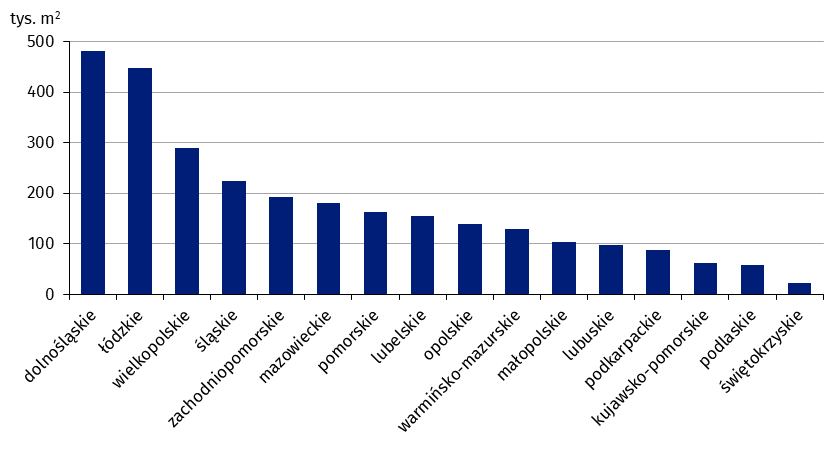 tys. m²
500
400
300
200
100
0
dolnośląskie
łódzkie
wielkopolskie
śląskie
zachodniopomorskie
mazowieckie
pomorskie
lubelskie
opolskie
warmińsko-mazurskie
małopolskie
lubuskie
podkarpackie
kujawsko-pomorskie
podlaskie
świętokrzyskie